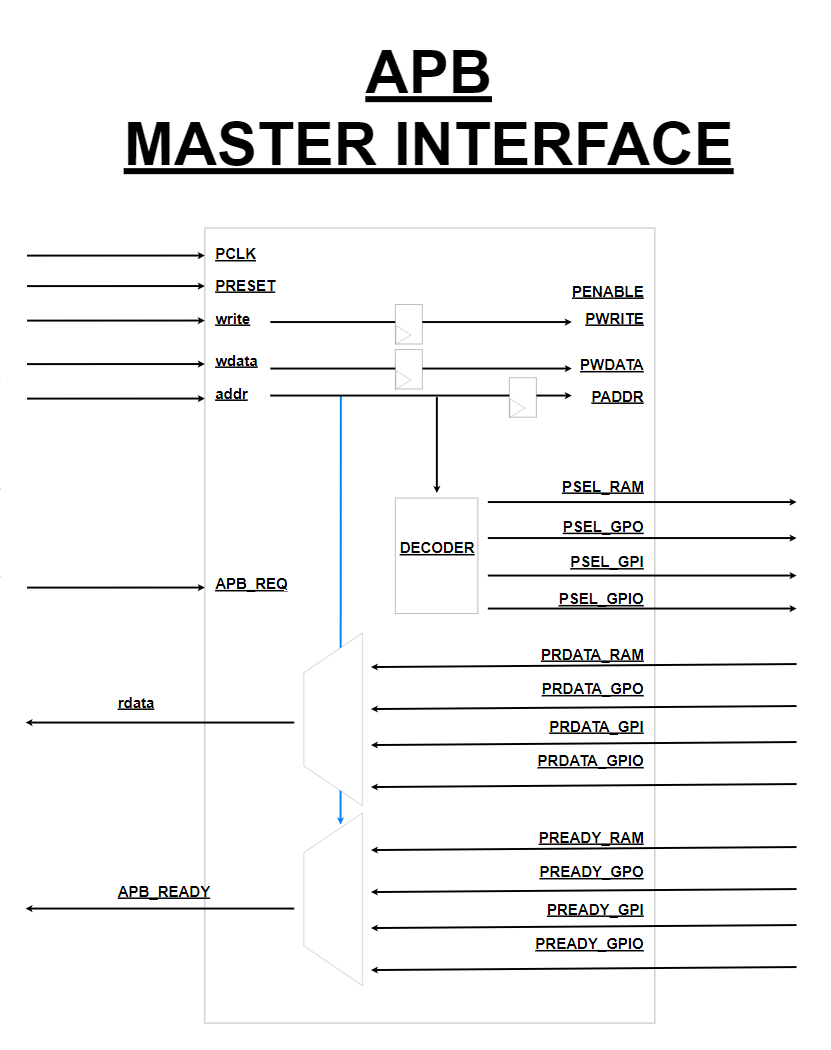 APB
MASTER INTERFACE
PCLK
PRESET
PENABLE
write
PWRITE
wdata
PWDATA
addr
PADDR
PSEL_RAM
PSEL_GPO
DECODER
PSEL_GPI
APB_REQ
PSEL_GPIO
PRDATA_RAM
PRDATA_GPO
rdata
PRDATA_GPI
PRDATA_GPIO
PREADY_RAM
PREADY_GPO
APB_READY
PREADY_GPI
PREADY_GPIO